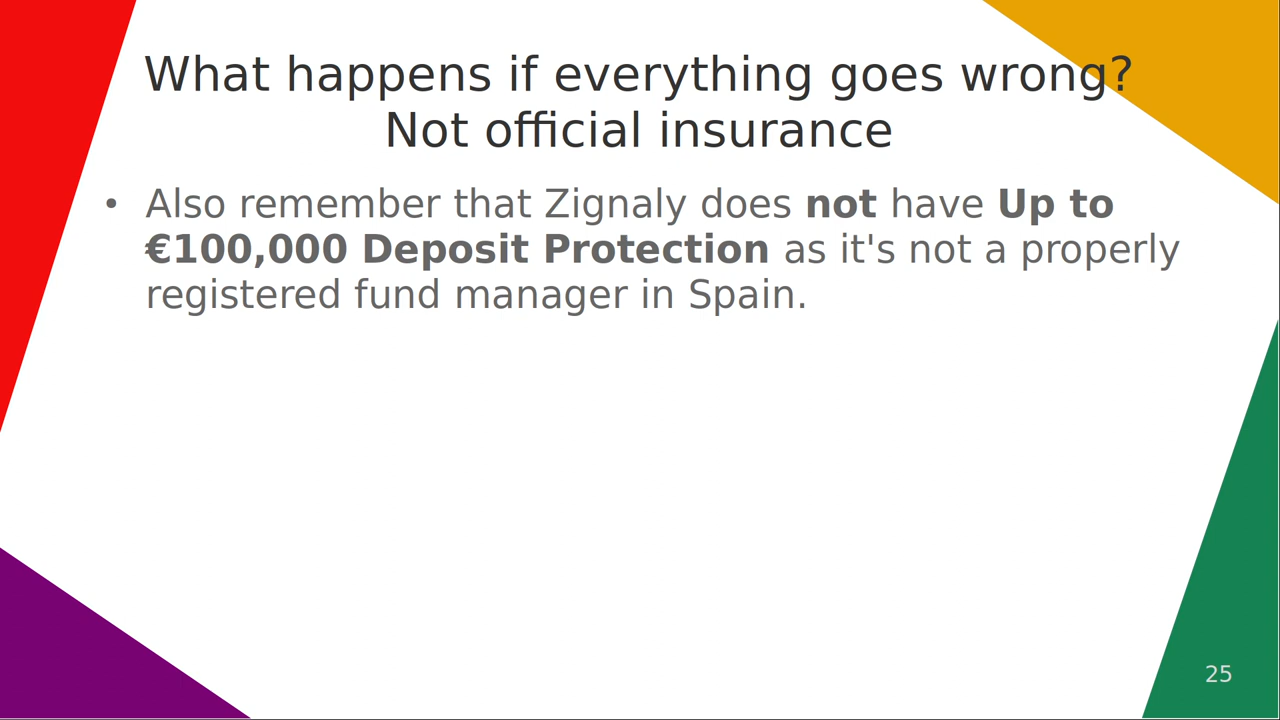 What happens if everything goes wrong?
Not official insurance
• Also remember that Zignaly does not have Up to
€100,000 Deposit Protection as it's not a properly
registered fund manager in Spain.
25